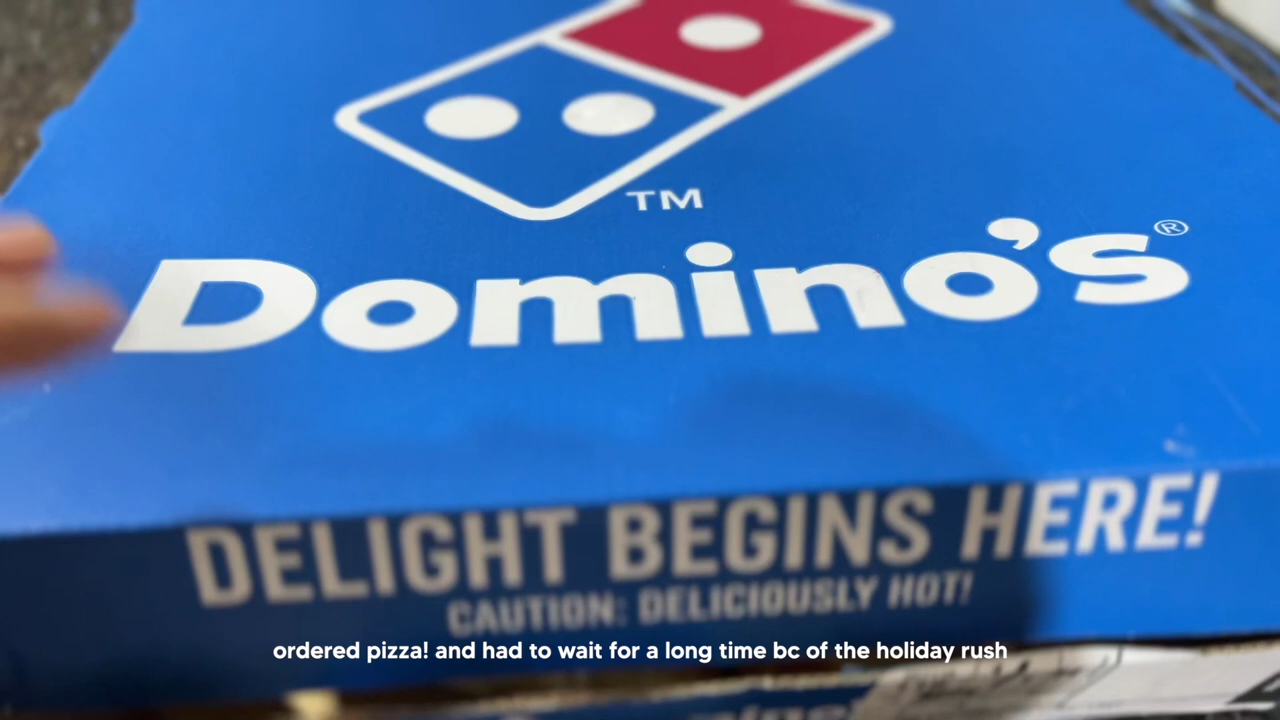 TM
Domino's®
DELIGHT BEGINS HERE!
CAUTION: DELICIOUSLY HOT!
ordered pizza! and had to wait for a long time bc of the holiday rush